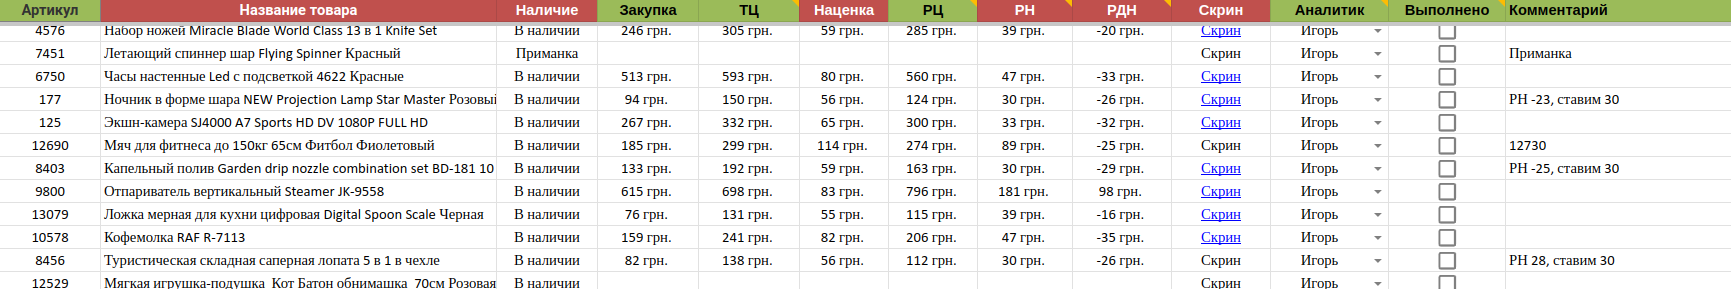 Артикул Название товара Наличие Закупка ТЦ Наценка РЦ РН РДН Скрин Аналитик Выполнено Комментарий
4576 Набор ножей Miracle Blade World Class 13 в 1 Knife Set В наличии 246 грн. 305 грн. 59 грн. 285 грн. 39 грн. -20 грн. Скрин Игорь
7451 Летающий спиннер шар Flying Spinner Красный Приманка Скрин Игорь Приманка
6750 Часы настенные Led с подсветкой 4622 Красные В наличии 513 грн. 593 грн. 80 грн. 560 грн. 47 грн. -33 грн. Скрин Игорь
177 Ночник в форме шара NEW Projection Lamp Star Master Розовый В наличии 94 грн. 150 грн. 56 грн. 124 грн. 30 грн. -26 грн. Скрин Игорь РН -23, ставим 30
125 Экшн-камера SJ4000 A7 Sports HD DV 1080P FULL HD В наличии 267 грн. 332 грн. 65 грн. 300 грн. 33 грн. -32 грн. Скрин Игорь
12690 Мяч для фитнеса до 150кг 65см Фитбол Фиолетовый В наличии 185 грн. 299 грн. 114 грн. 274 грн. 89 грн. -25 грн. Скрин Игорь 12730
8403 Капельный полив Garden drip nozzle combination set BD-181 10 В наличии 133 грн. 192 грн. 59 грн. 163 грн. 30 грн. -29 грн. Скрин Игорь РН -25, ставим 30
9800 Отпариватель вертикальный Steamer JK-9558 В наличии 615 грн. 698 грн. 83 грн. 796 грн. 181 грн. 98 грн. Скрин Игорь
13079 Ложка мерная для кухни цифровая Digital Spoon Scale Черная В наличии 76 грн. 131 грн. 55 грн. 115 грн. 39 грн. -16 грн. Скрин Игорь
10578 Кофемолка RAF R-7113 В наличии 159 грн. 241 грн. 82 грн. 206 грн. 47 грн. -35 грн. Скрин Игорь
8456 Туристическая складная саперная лопата 5 в 1 в чехле В наличии 82 грн. 138 грн. 56 грн. 112 грн. 30 грн. -26 грн. Скрин Игорь РН 28, ставим 30
12529 Мягкая игрушка-подушка Кот Батон обнимашка 70см Розовая В наличии Скрин Игорь